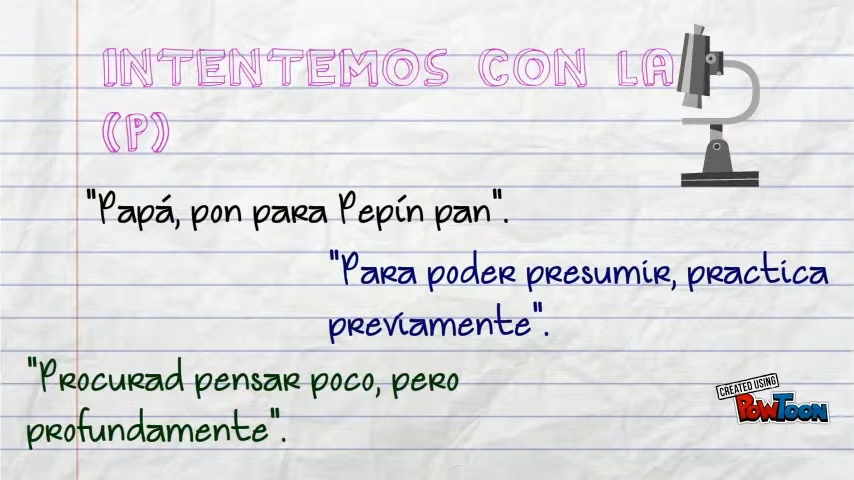 INTENTEMOS CON LA
(P)
"Papá, pon para Pepín pan".
"Para poder presumir, practica
previamente".
"Procurad pensar poco, pero
profundamente".
CREATED USING
POWTOON